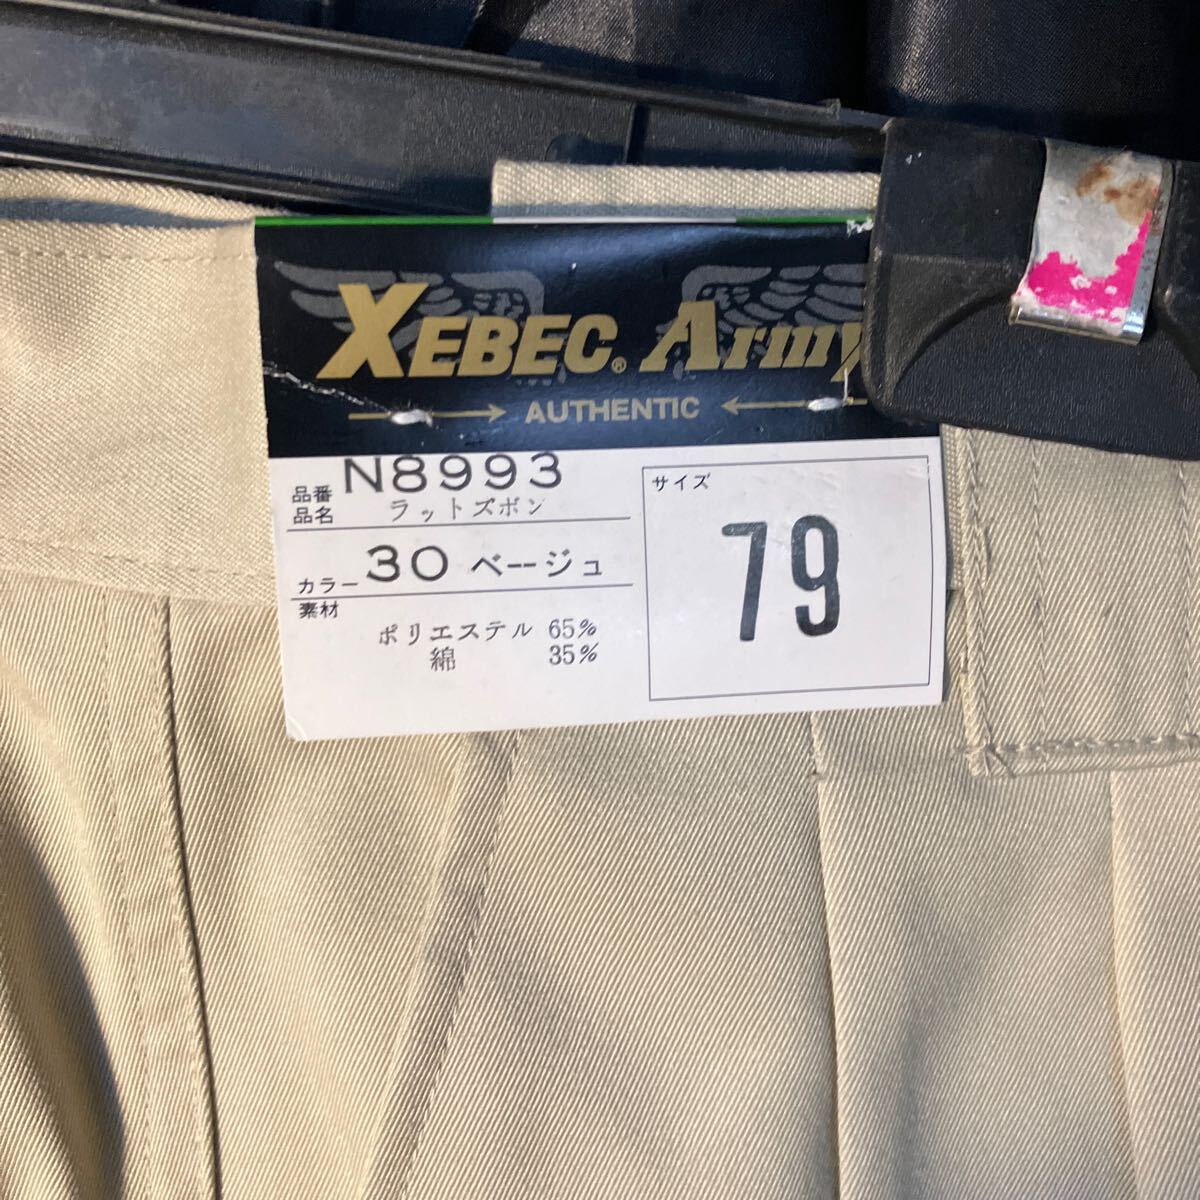 XEBEC® Army
AUTHENTIC
品番 N8993
品名 ラットズボン
カラー 30 ベージュ
素材
ポリエステル 65%
綿 35%
サイズ
79